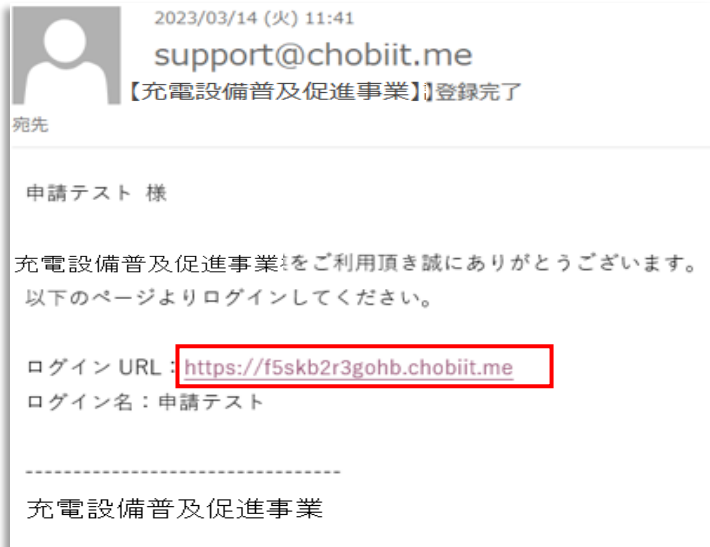 2023/03/14 (火) 11:41
support@chobiit.me
【充電設備普及促進事業】登録完了
宛先
申請テスト 様
充電設備普及促進事業をご利用頂き誠にありがとうございます。
以下のページよりログインしてください。
ログイン URL：https://f5skb2r3gohb.chobiit.me
ログイン名：申請テスト
---------------------------------
充電設備普及促進事業